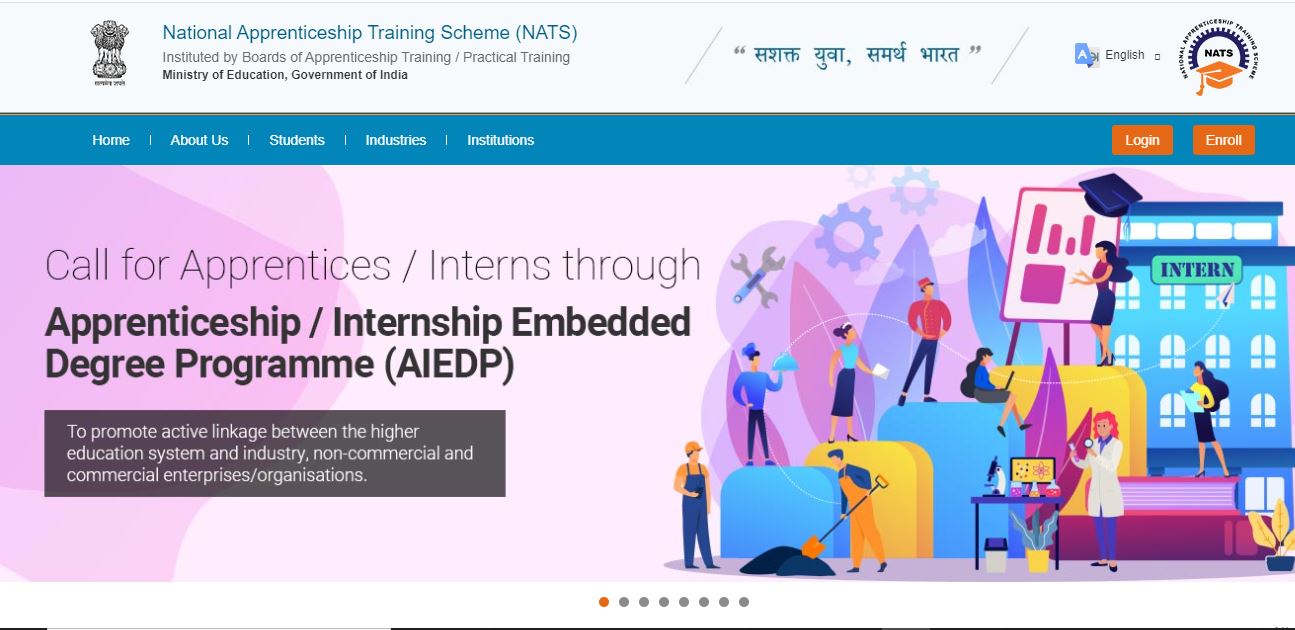 National Apprenticeship Training Scheme (NATS)
Instituted by Boards of Apprenticeship Training / Practical Training
Ministry of Education, Government of India
सत्यमेव जयते
“ सशक्त युवा, समर्थ भारत ”
A
English
NATIONAL APPRENTICESHIP TRAINING SCHEME
NATS
Home
About Us
Students
Industries
Institutions
Login
Enroll
Call for Apprentices / Interns through
Apprenticeship / Internship Embedded
Degree Programme (AIEDP)
To promote active linkage between the higher
education system and industry, non-commercial and
commercial enterprises/organisations.
INTERN